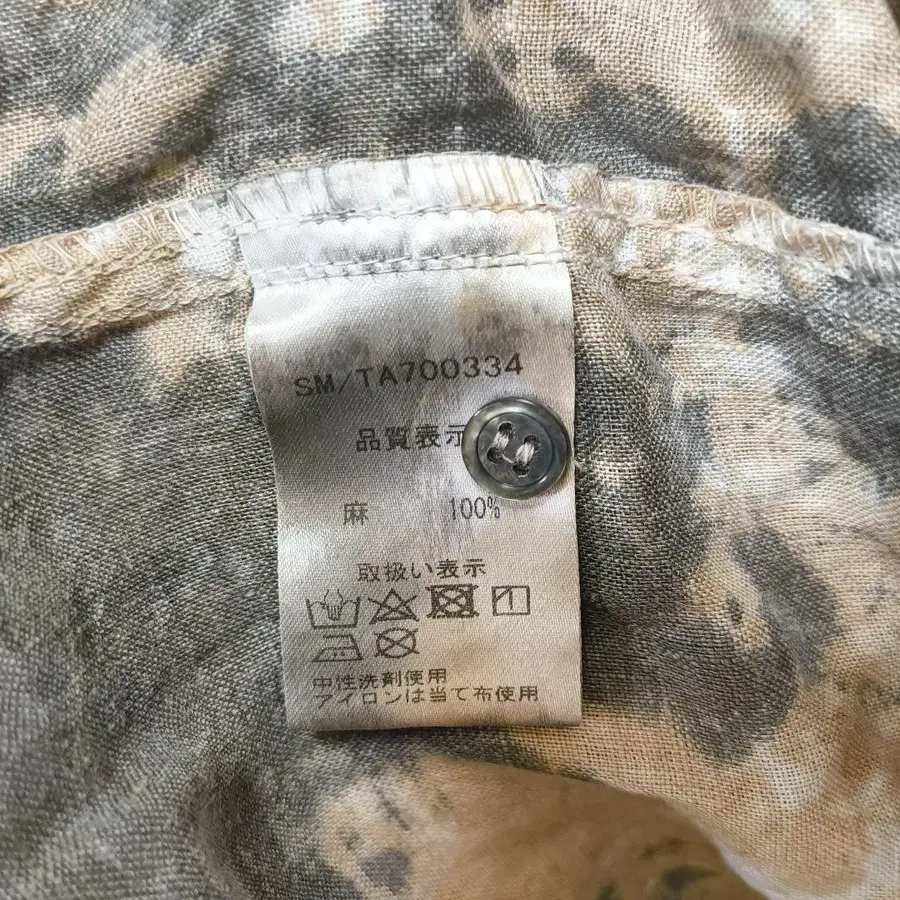 SM/TA700334
品質表示
麻 100%
取扱い表示
中性洗剤使用
アイロンは当て布使用